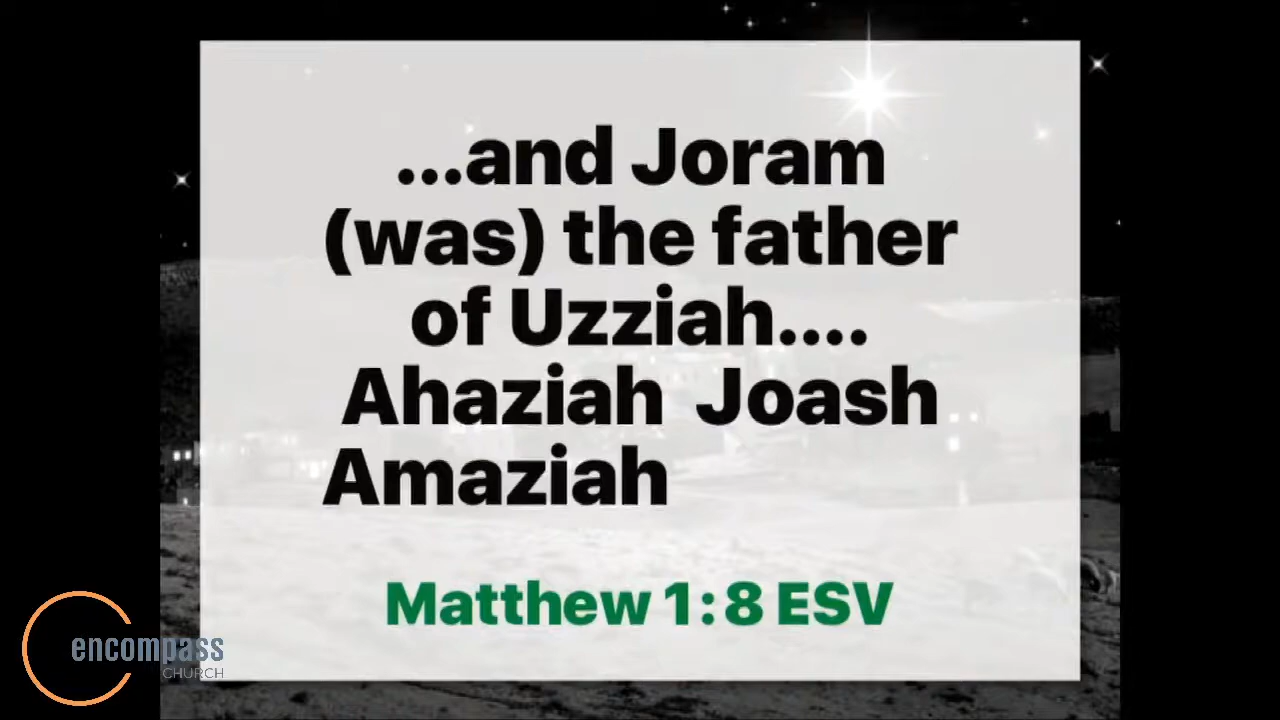 ...and Joram
(was) the father
of Uzziah....
Ahaziah Joash
Amaziah
Matthew 1:8 ESV
encompass
CHURCH